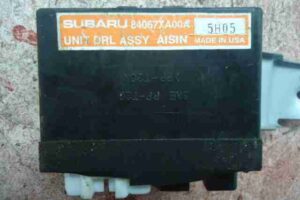 SUBARU 84067XA00A
5H05
UNIT DRL ASSY AISIN MADE IN USA